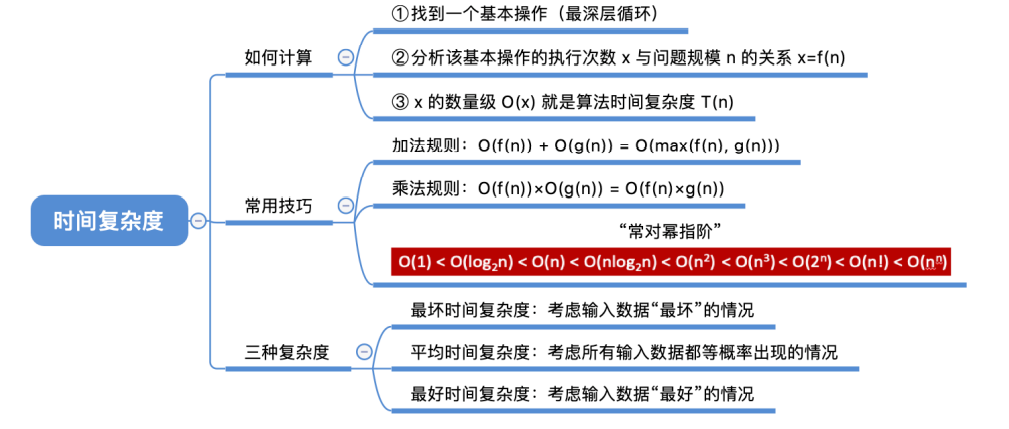 ①找到一个基本操作（最深层循环）
如何计算
②分析该基本操作的执行次数 x 与问题规模 n 的关系 x=f(n)
③ x 的数量级 O(x) 就是算法时间复杂度 T(n)
加法规则：O(f(n)) + O(g(n)) = O(max(f(n), g(n)))
乘法规则：O(f(n))×O(g(n)) = O(f(n)×g(n))
常用技巧
时间复杂度
“常对幂指阶”
O(1) < O(log₂n) < O(n) < O(nlog₂n) < O(n²) < O(n³) < O(2ⁿ) < O(n!) < O(nⁿ)
最坏时间复杂度：考虑输入数据“最坏”的情况
三种复杂度
平均时间复杂度：考虑所有输入数据都等概率出现的情况
最好时间复杂度：考虑输入数据“最好”的情况